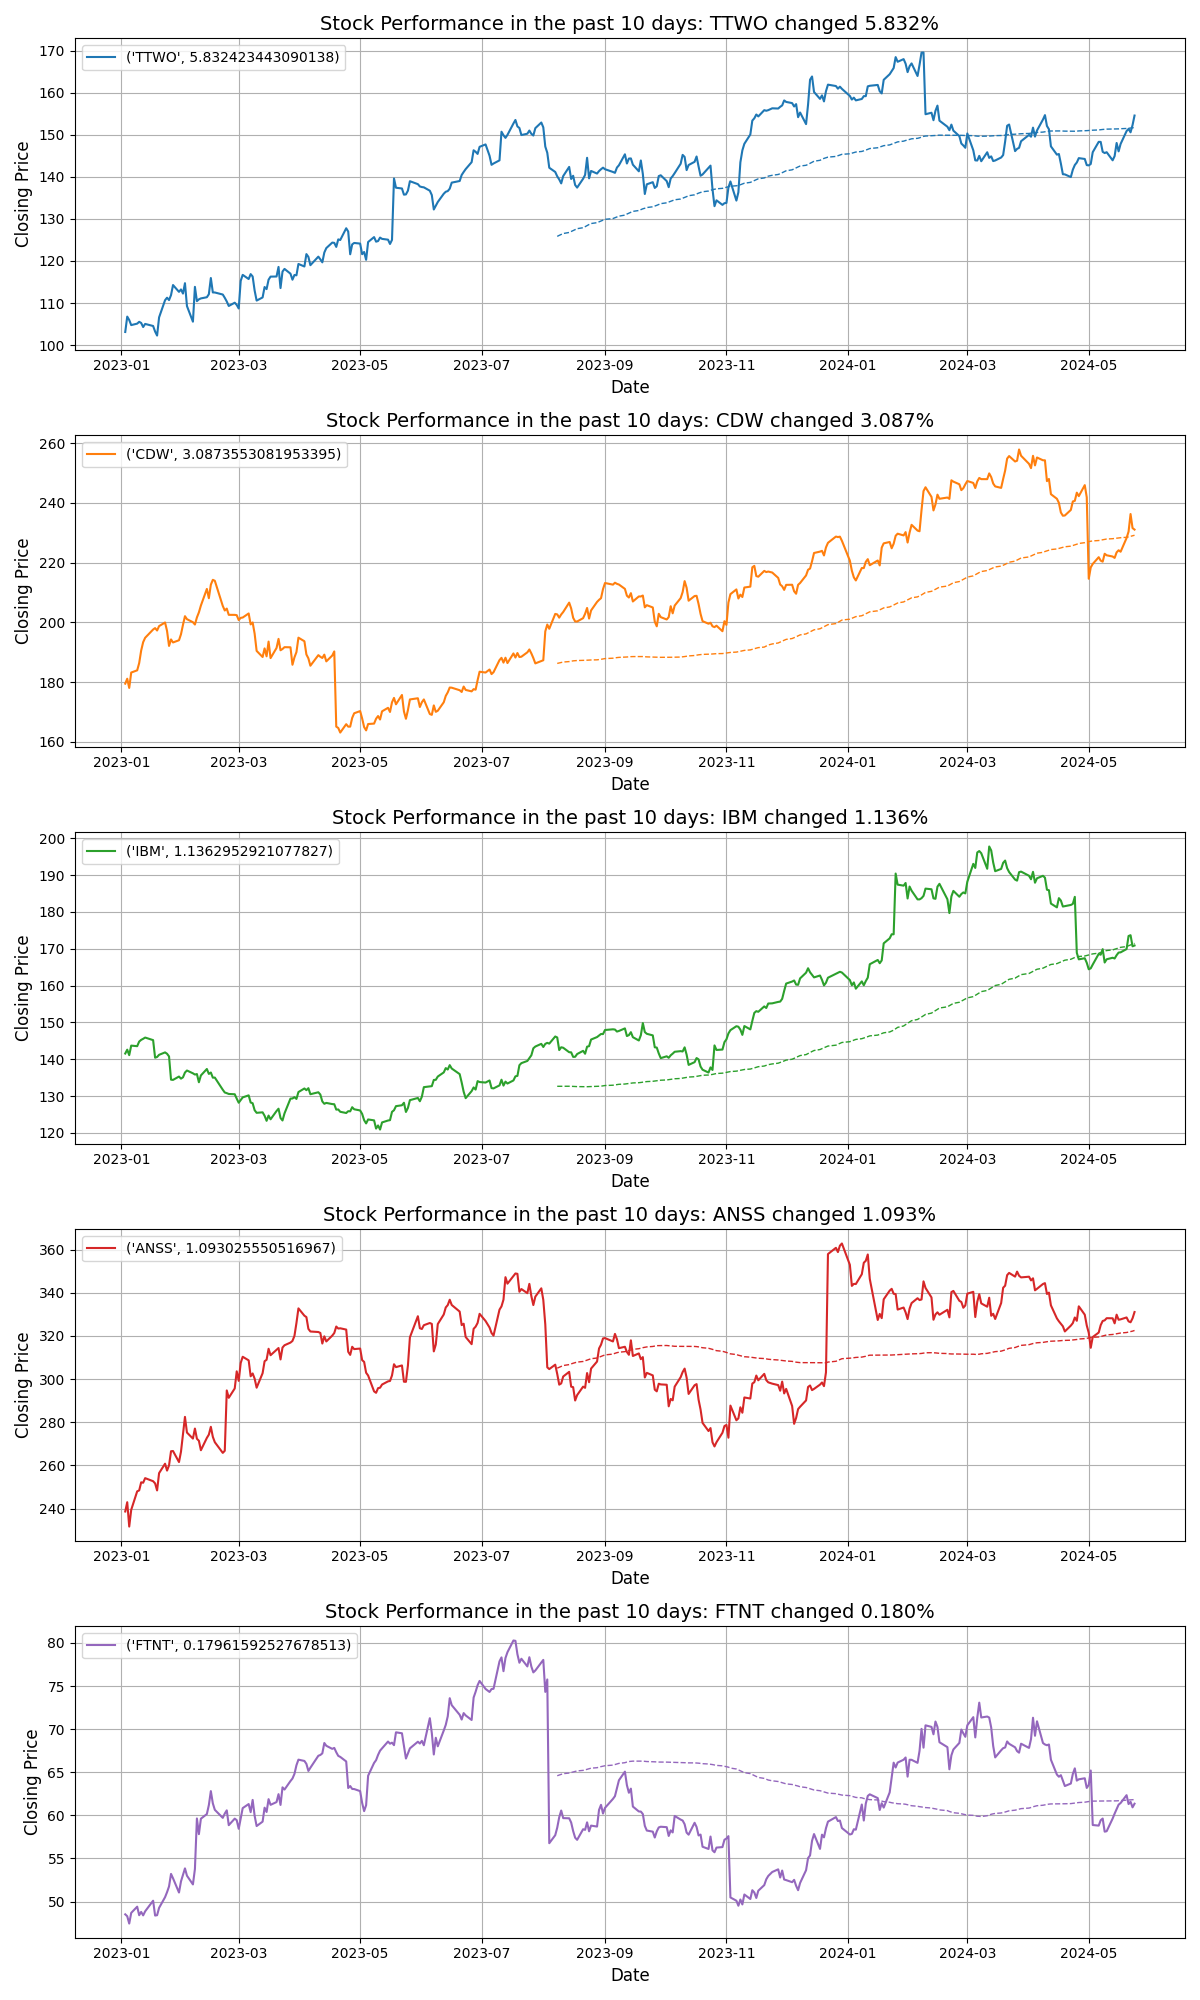 Stock Performance in the past 10 days: TTWO changed 5.832%
('TTWO', 5.832423443090138)
170
160
150
140
130
120
110
100
Closing Price
2023-01 2023-03 2023-05 2023-07 2023-09 2023-11 2024-01 2024-03 2024-05
Date
Stock Performance in the past 10 days: CDW changed 3.087%
('CDW', 3.0873553081953395)
260
240
220
200
180
160
Closing Price
2023-01 2023-03 2023-05 2023-07 2023-09 2023-11 2024-01 2024-03 2024-05
Date
Stock Performance in the past 10 days: IBM changed 1.136%
('IBM', 1.1362952921077827)
200
190
180
170
160
150
140
130
120
Closing Price
2023-01 2023-03 2023-05 2023-07 2023-09 2023-11 2024-01 2024-03 2024-05
Date
Stock Performance in the past 10 days: ANSS changed 1.093%
('ANSS', 1.093025550516967)
360
340
320
300
280
260
240
Closing Price
2023-01 2023-03 2023-05 2023-07 2023-09 2023-11 2024-01 2024-03 2024-05
Date
Stock Performance in the past 10 days: FTNT changed 0.180%
('FTNT', 0.17961592527678513)
80
75
70
65
60
55
50
Closing Price
2023-01 2023-03 2023-05 2023-07 2023-09 2023-11 2024-01 2024-03 2024-05
Date